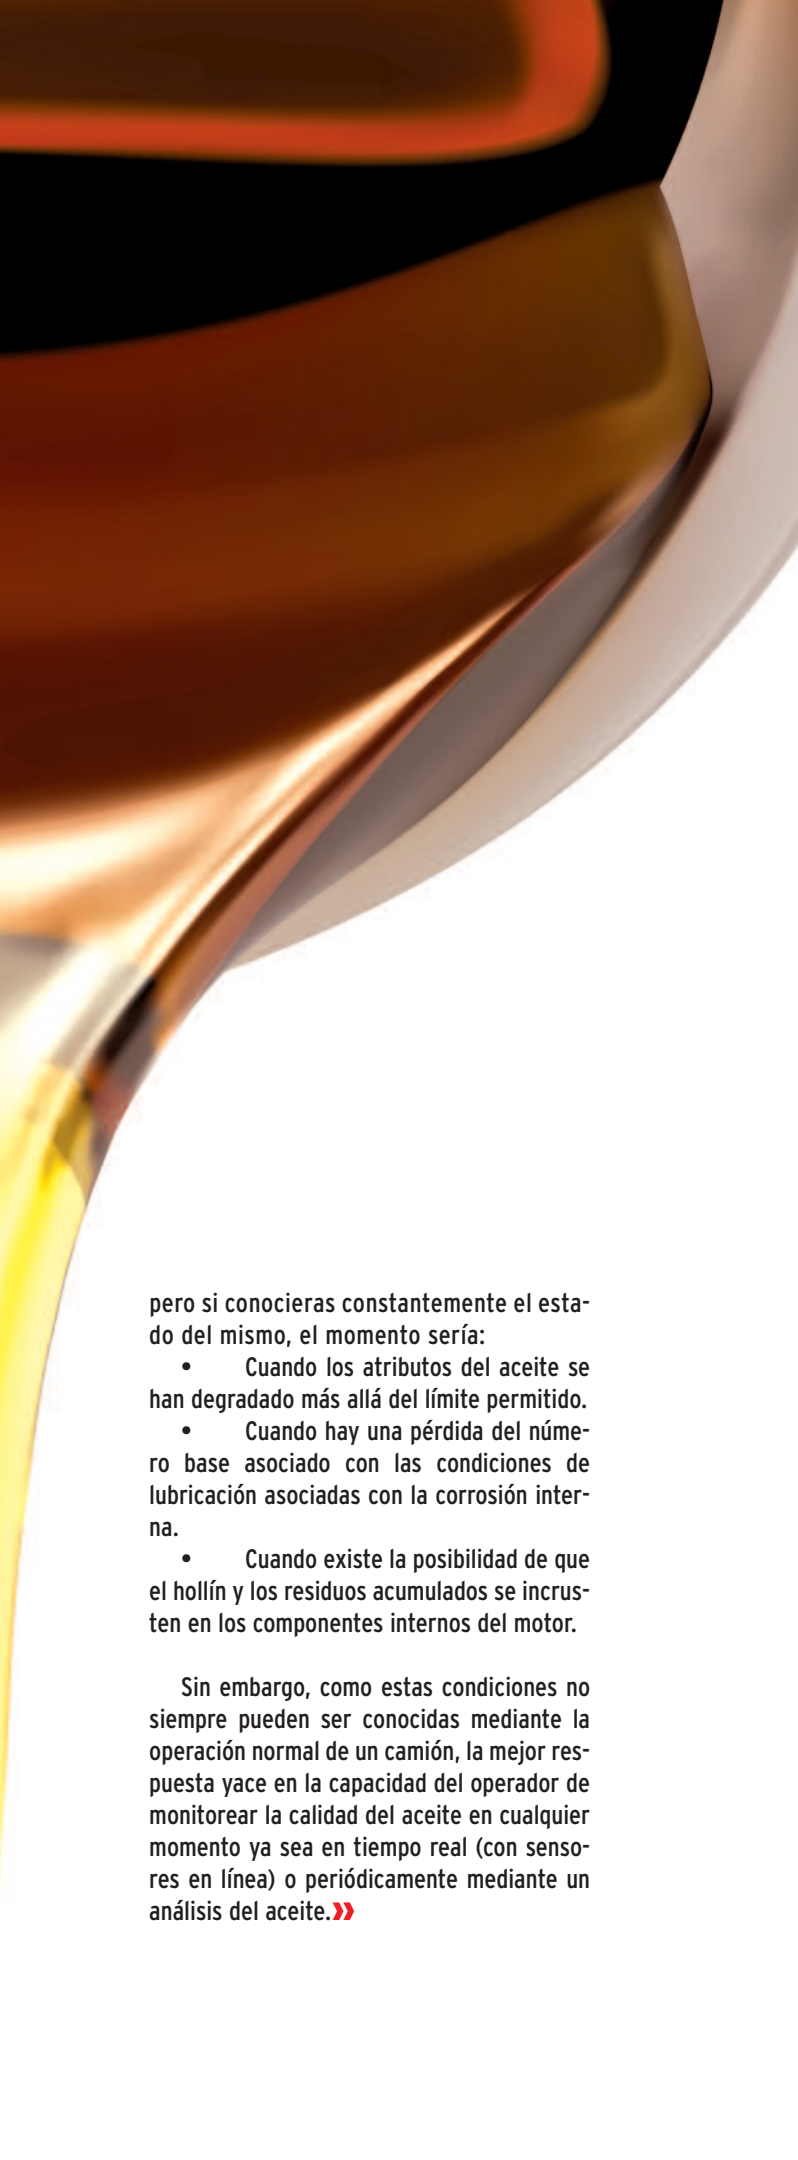 pero si conocieras constantemente el esta-
do del mismo, el momento sería:
• Cuando los atributos del aceite se
han degradado más allá del límite permitido.
• Cuando hay una pérdida del núme-
ro base asociado con las condiciones de
lubricación asociadas con la corrosión inter-
na.
• Cuando existe la posibilidad de que
el hollín y los residuos acumulados se incrus-
ten en los componentes internos del motor.
Sin embargo, como estas condiciones no
siempre pueden ser conocidas mediante la
operación normal de un camión, la mejor res-
puesta yace en la capacidad del operador de
monitorear la calidad del aceite en cualquier
momento ya sea en tiempo real (con senso-
res en línea) o periódicamente mediante un
análisis del aceite.»